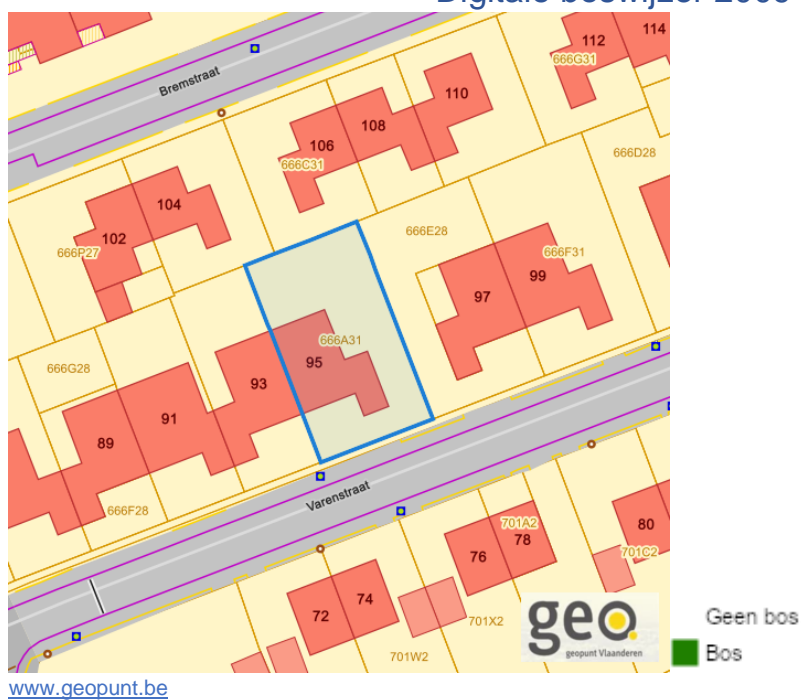 Bremstraat
112
114
666G31
110
108
106
666C31
666D28
104
102
666P27
666E28
666F31
99
97
666A31
95
93
666G28
91
89
666F28
Varenstraat
701A2
78
76
80
701C2
74
72
701X2
701W2
geo
geopunt Vlaanderen
Geen bos
Bos
www.geopunt.be